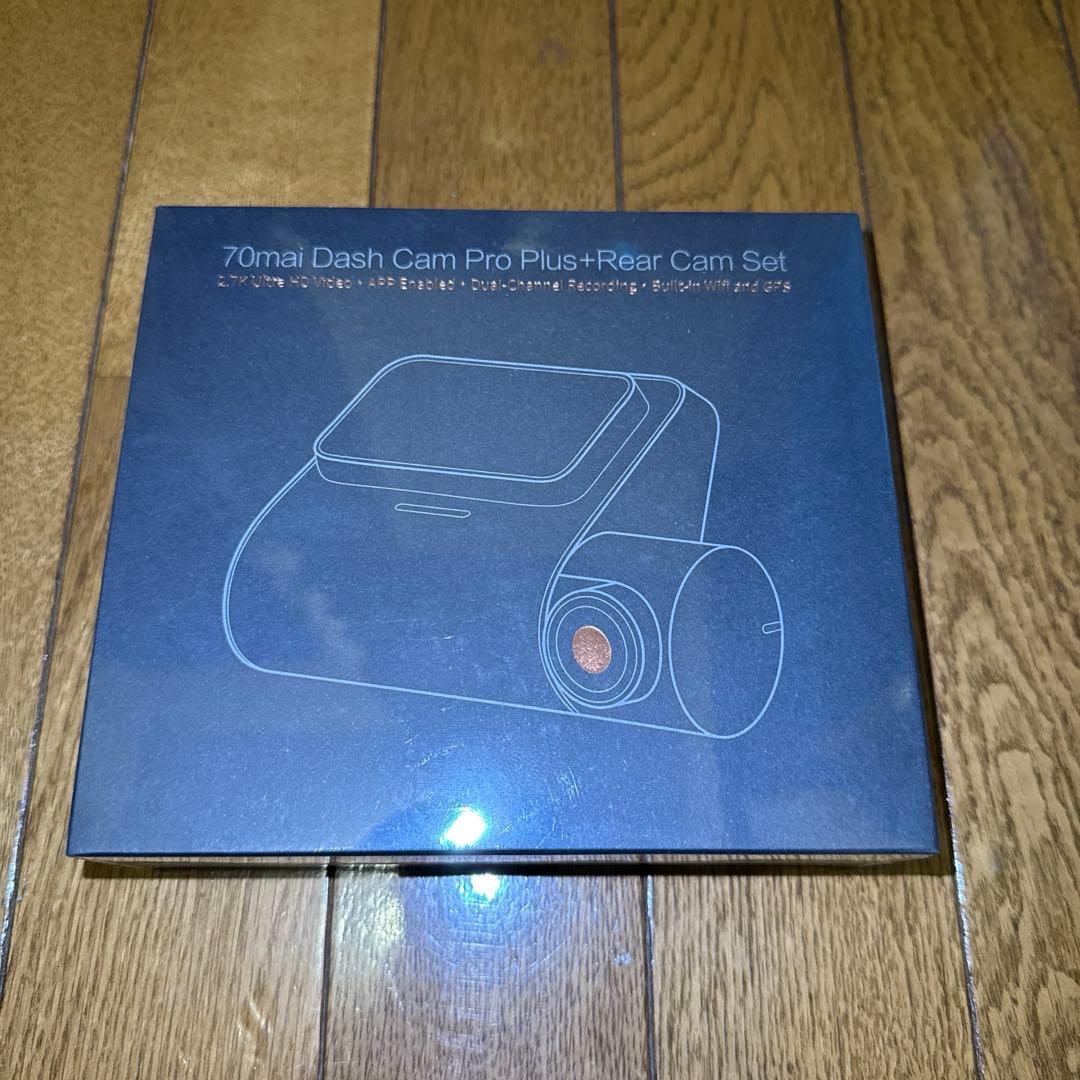 70mai Dash Cam Pro Plus+Rear Cam Set
2.7K Ultra HD Video • APP Enabled • Dual-Channel Recording • Built-in Wifi and GPS